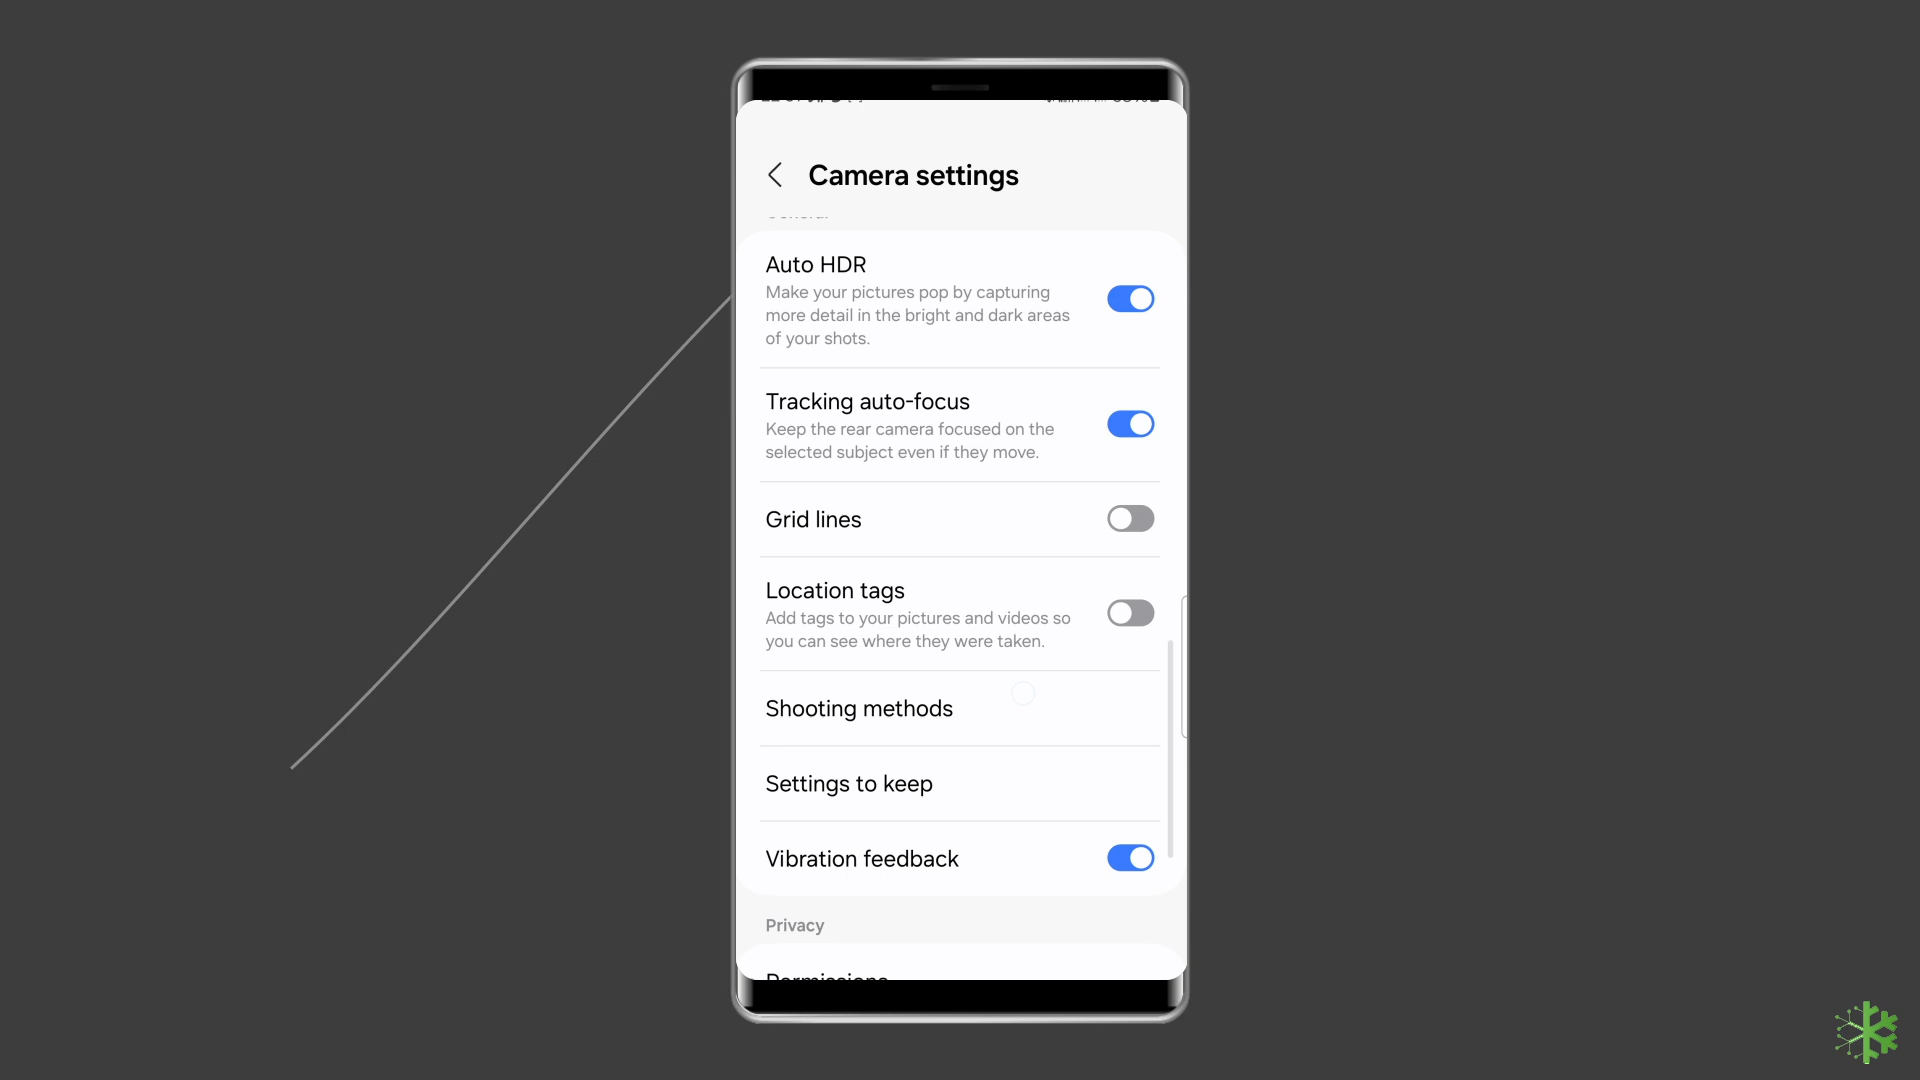 Camera settings
Auto HDR
Make your pictures pop by capturing
more detail in the bright and dark areas
of your shots.
Tracking auto-focus
Keep the rear camera focused on the
selected subject even if they move.
Grid lines
Location tags
Add tags to your pictures and videos so
you can see where they were taken.
Shooting methods
Settings to keep
Vibration feedback
Privacy
Permissions